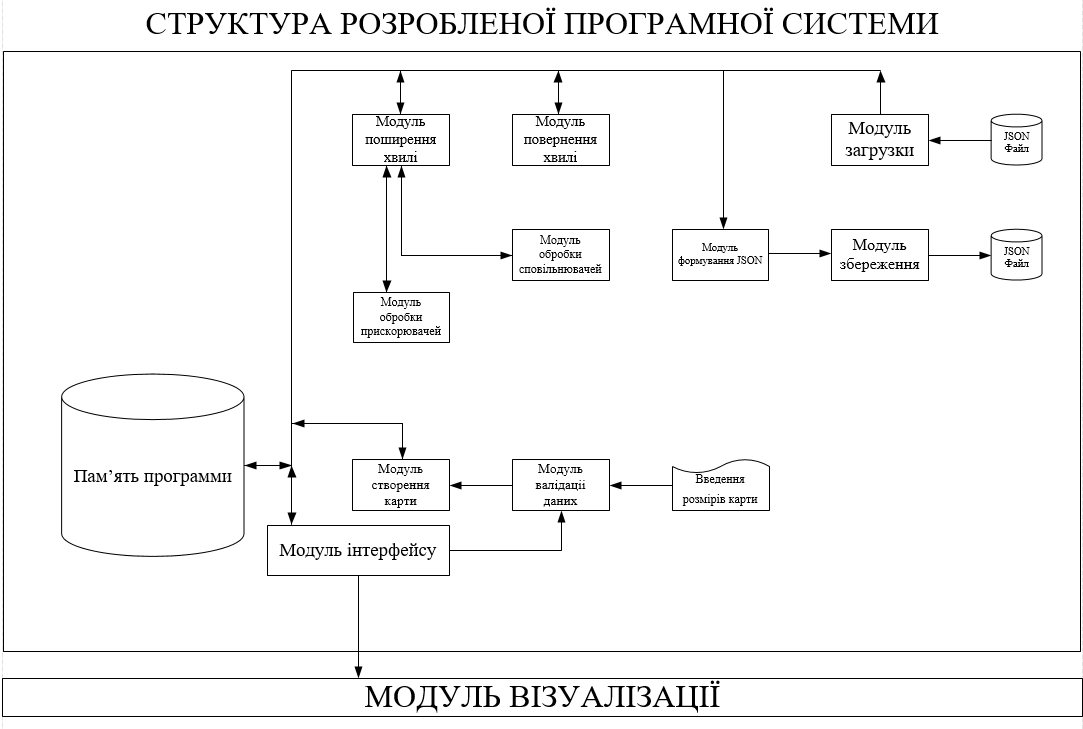 СТРУКТУРА РОЗРОБЛЕНОЇ ПРОГРАМНОЇ СИСТЕМИ
Модуль
поширення
хвилі
Модуль
повернення
хвилі
Модуль
загрузки
JSON
Файл
Модуль
обробки
сповільнювачей
Модуль
формування JSON
Модуль
збереження
JSON
Файл
Модуль
обробки
прискорювачей
Пам’ять программи
Модуль
створення
карти
Модуль
валідації
даних
Введення
розмірів карти
Модуль інтерфейсу
МОДУЛЬ ВІЗУАЛІЗАЦІЇ